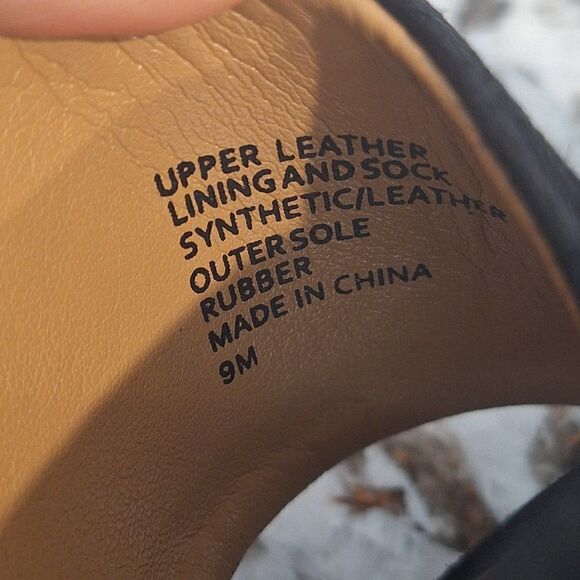 UPPER LEATHER
LINING AND SOCK
SYNTHETIC/LEATHER
OUTER SOLE
RUBBER
MADE IN CHINA
9M